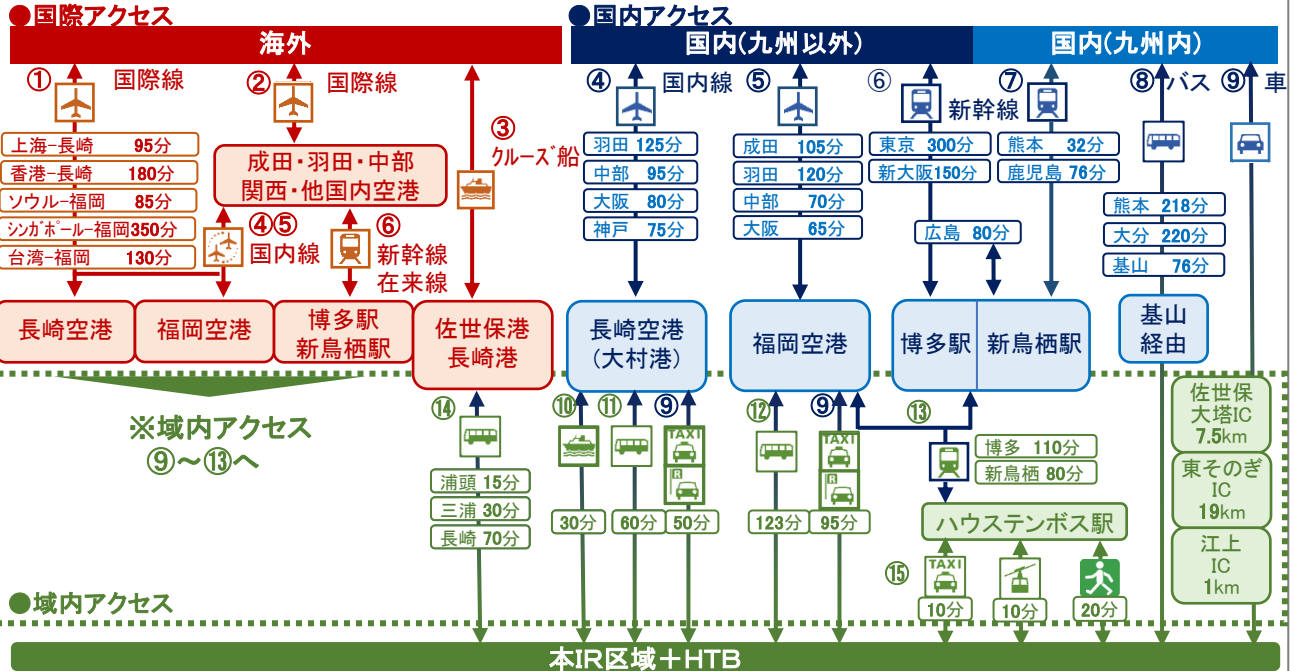 ●国際アクセス
●国内アクセス
海外
国内(九州以外)
国内(九州内)
① 国際線
② 国際線
③
クルーズ船
④ 国内線
⑤
⑥
新幹線
⑦
⑧バス
⑨車
上海-長崎 95分
香港-長崎 180分
ソウル-福岡 85分
シンガポール-福岡350分
台湾-福岡 130分
成田・羽田・中部
関西・他国内空港
④⑤
国内線
⑥
新幹線
在来線
羽田 125分
中部 95分
大阪 80分
神戸 75分
成田 105分
羽田 120分
中部 70分
大阪 65分
東京 300分
新大阪150分
広島 80分
熊本 32分
鹿児島 76分
熊本 218分
大分 220分
基山 76分
長崎空港
福岡空港
博多駅
新鳥栖駅
佐世保港
長崎港
長崎空港
(大村港)
福岡空港
博多駅
新鳥栖駅
基山
経由
※域内アクセス
⑨～⑬へ
⑭
浦頭 15分
三浦 30分
長崎 70分
⑩
30分
⑪
60分
⑨
TAXI
R
50分
⑫
123分
⑨
TAXI
R
95分
⑬
博多 110分
新鳥栖 80分
ハウステンボス駅
⑮
TAXI
10分
10分
20分
佐世保
大塔IC
7.5km
東そのぎ
IC
19km
江上
IC
1km
●域内アクセス
本IR区域＋HTB